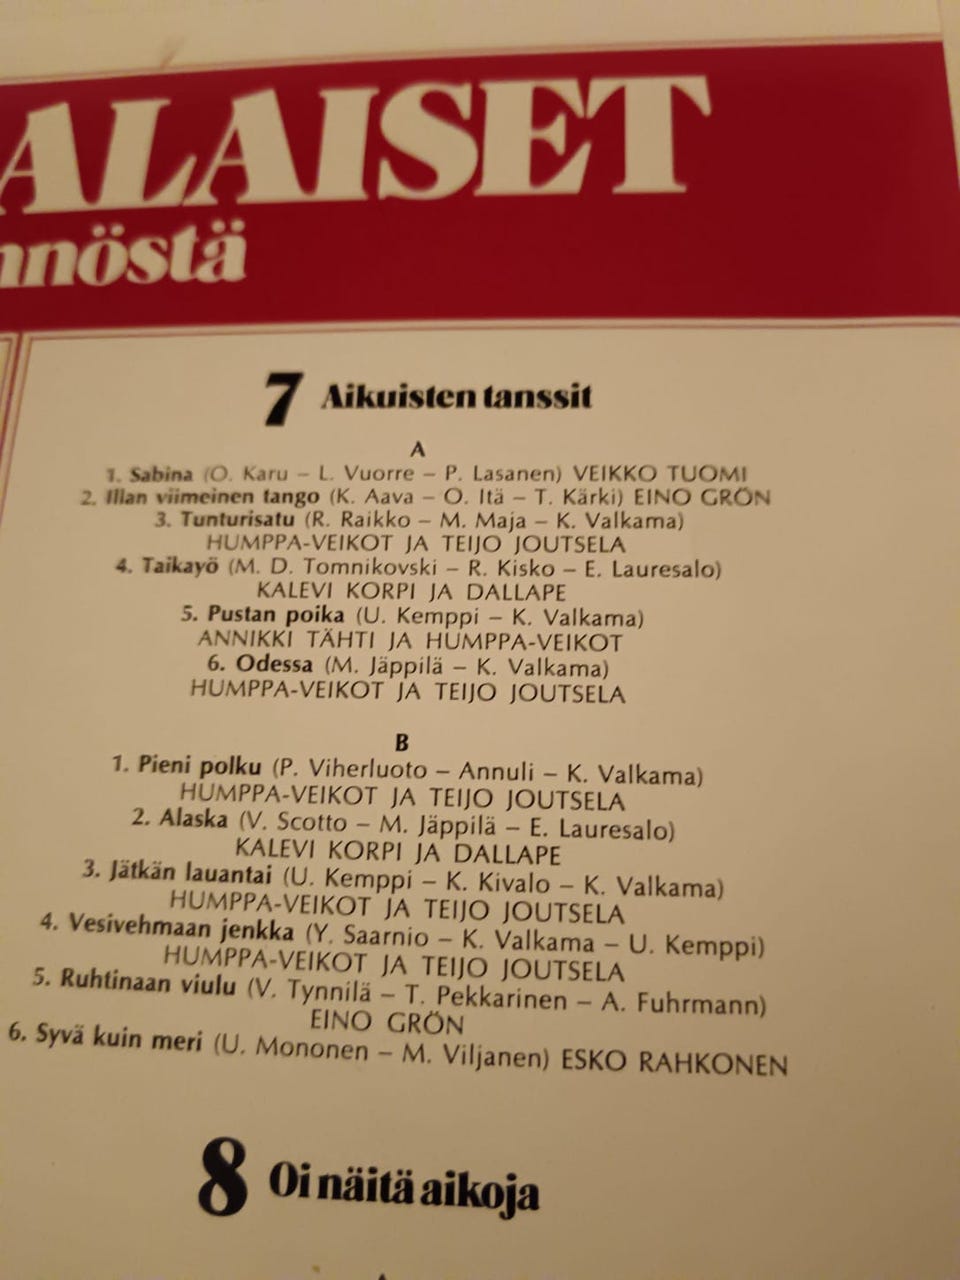 ALAISET
nnöstä
7 Aikuisten tanssit
A
1. Sabina (O. Karu – L. Vuorre – P. Lasanen) VEIKKO TUOMI
2. Illan viimeinen tango (K. Aava – O. Itä – T. Kärki) EINO GRÖN
3. Tunturisatu (R. Raikko – M. Maja – K. Valkama)
HUMPPA-VEIKOT JA TEIJO JOUTSELA
4. Taikayö (M. D. Tomnikovski – R. Kisko – E. Lauresalo)
KALEVI KORPI JA DALLAPE
5. Pustan poika (U. Kemppi – K. Valkama)
ANNIKKI TÄHTI JA HUMPPA-VEIKOT
6. Odessa (M. Jäppilä – K. Valkama)
HUMPPA-VEIKOT JA TEIJO JOUTSELA
B
1. Pieni polku (P. Viherluoto – Annuli – K. Valkama)
HUMPPA-VEIKOT JA TEIJO JOUTSELA
2. Alaska (V. Scotto – M. Jäppilä – E. Lauresalo)
KALEVI KORPI JA DALLAPE
3. Jätkän lauantai (U. Kemppi – K. Kivalo – K. Valkama)
HUMPPA-VEIKOT JA TEIJO JOUTSELA
4. Vesivehmaan jenkka (Y. Saarnio – K. Valkama – U. Kemppi)
HUMPPA-VEIKOT JA TEIJO JOUTSELA
5. Ruhtinaan viulu (V. Tynnilä – T. Pekkarinen – A. Fuhrmann)
EINO GRÖN
6. Syvä kuin meri (U. Mononen – M. Viljanen) ESKO RAHKONEN
8 Oi näitä aikoja